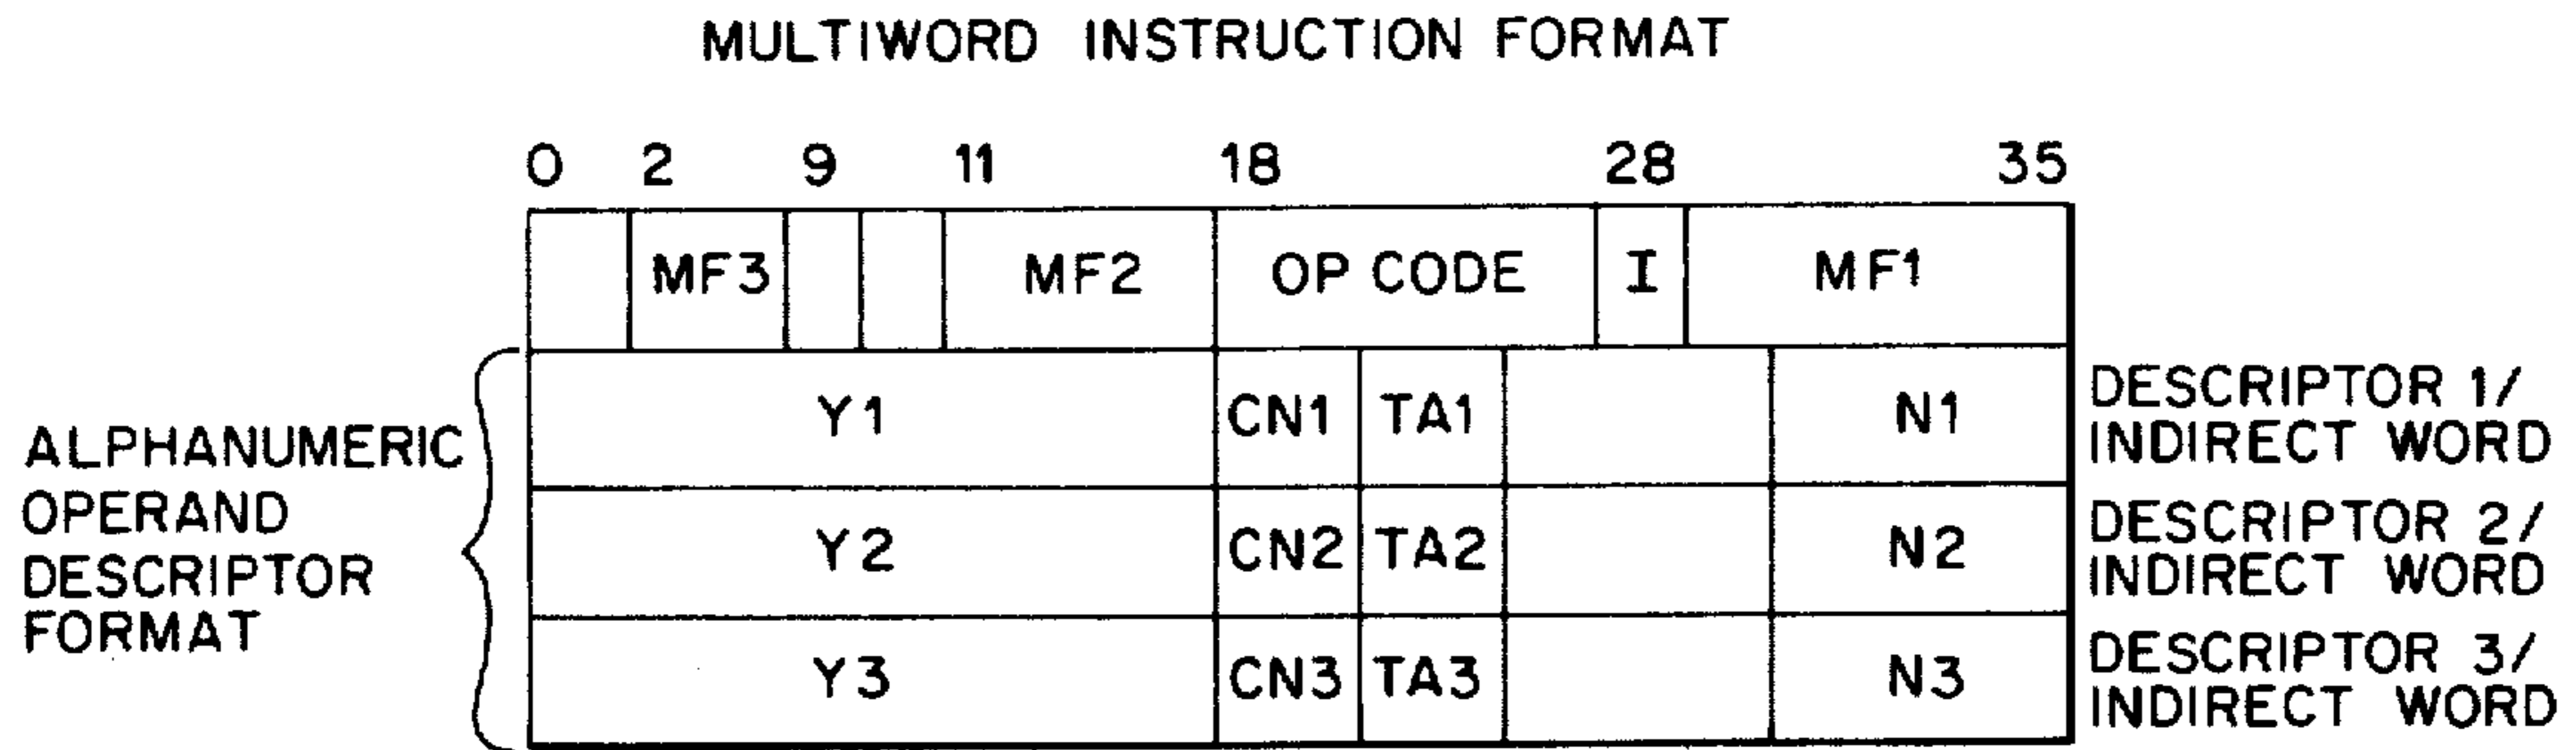 MULTIWORD INSTRUCTION FORMAT
0 2 9 11 18 28 35
MF3 MF2 OP CODE I MF1
ALPHANUMERIC
OPERAND
DESCRIPTOR
FORMAT
Y1 CN1 TA1 N1
DESCRIPTOR 1/
INDIRECT WORD
Y2 CN2 TA2 N2
DESCRIPTOR 2/
INDIRECT WORD
Y3 CN3 TA3 N3
DESCRIPTOR 3/
INDIRECT WORD